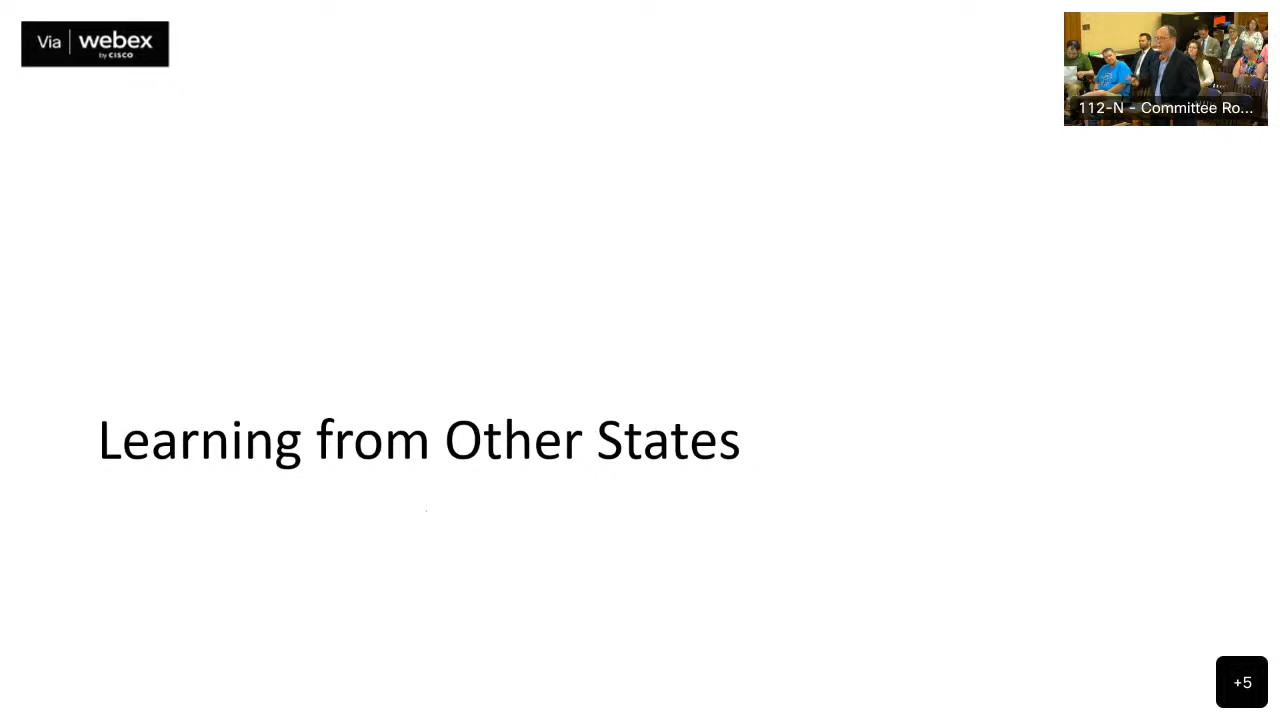 Via | webex
by CISCO
112-N - Committee Ro...
Learning from Other States
+5